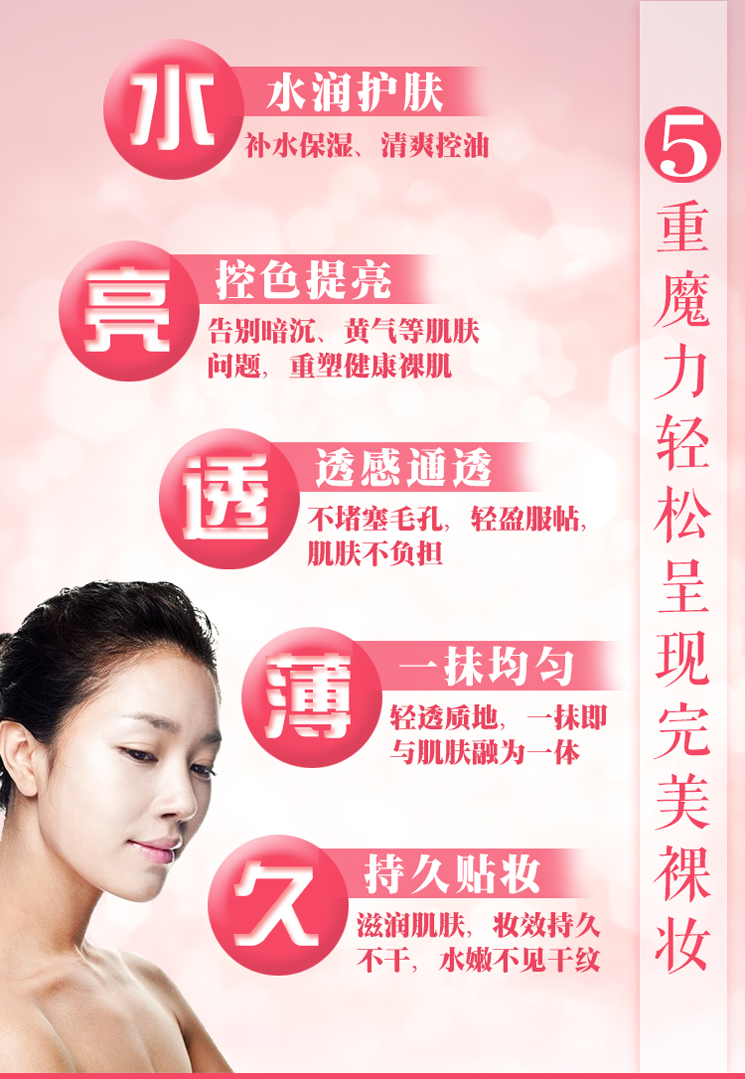 水
水润护肤
补水保湿、清爽控油
亮
控色提亮
告别暗沉、黄气等肌肤
问题，重塑健康裸肌
透
透感通透
不堵塞毛孔，轻盈服帖，
肌肤不负担
薄
一抹均匀
轻透质地，一抹即
与肌肤融为一体
久
持久贴妆
滋润肌肤，妆效持久
不干，水嫩不见干纹
5重魔力轻松呈现完美裸妆